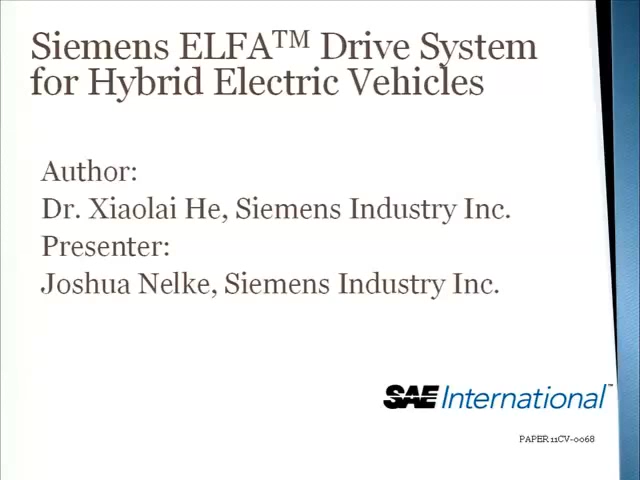 Siemens ELFA™ Drive System
for Hybrid Electric Vehicles
Author:
Dr. Xiaolai He, Siemens Industry Inc.
Presenter:
Joshua Nelke, Siemens Industry Inc.
SAE International™
PAPER 11CV-0068